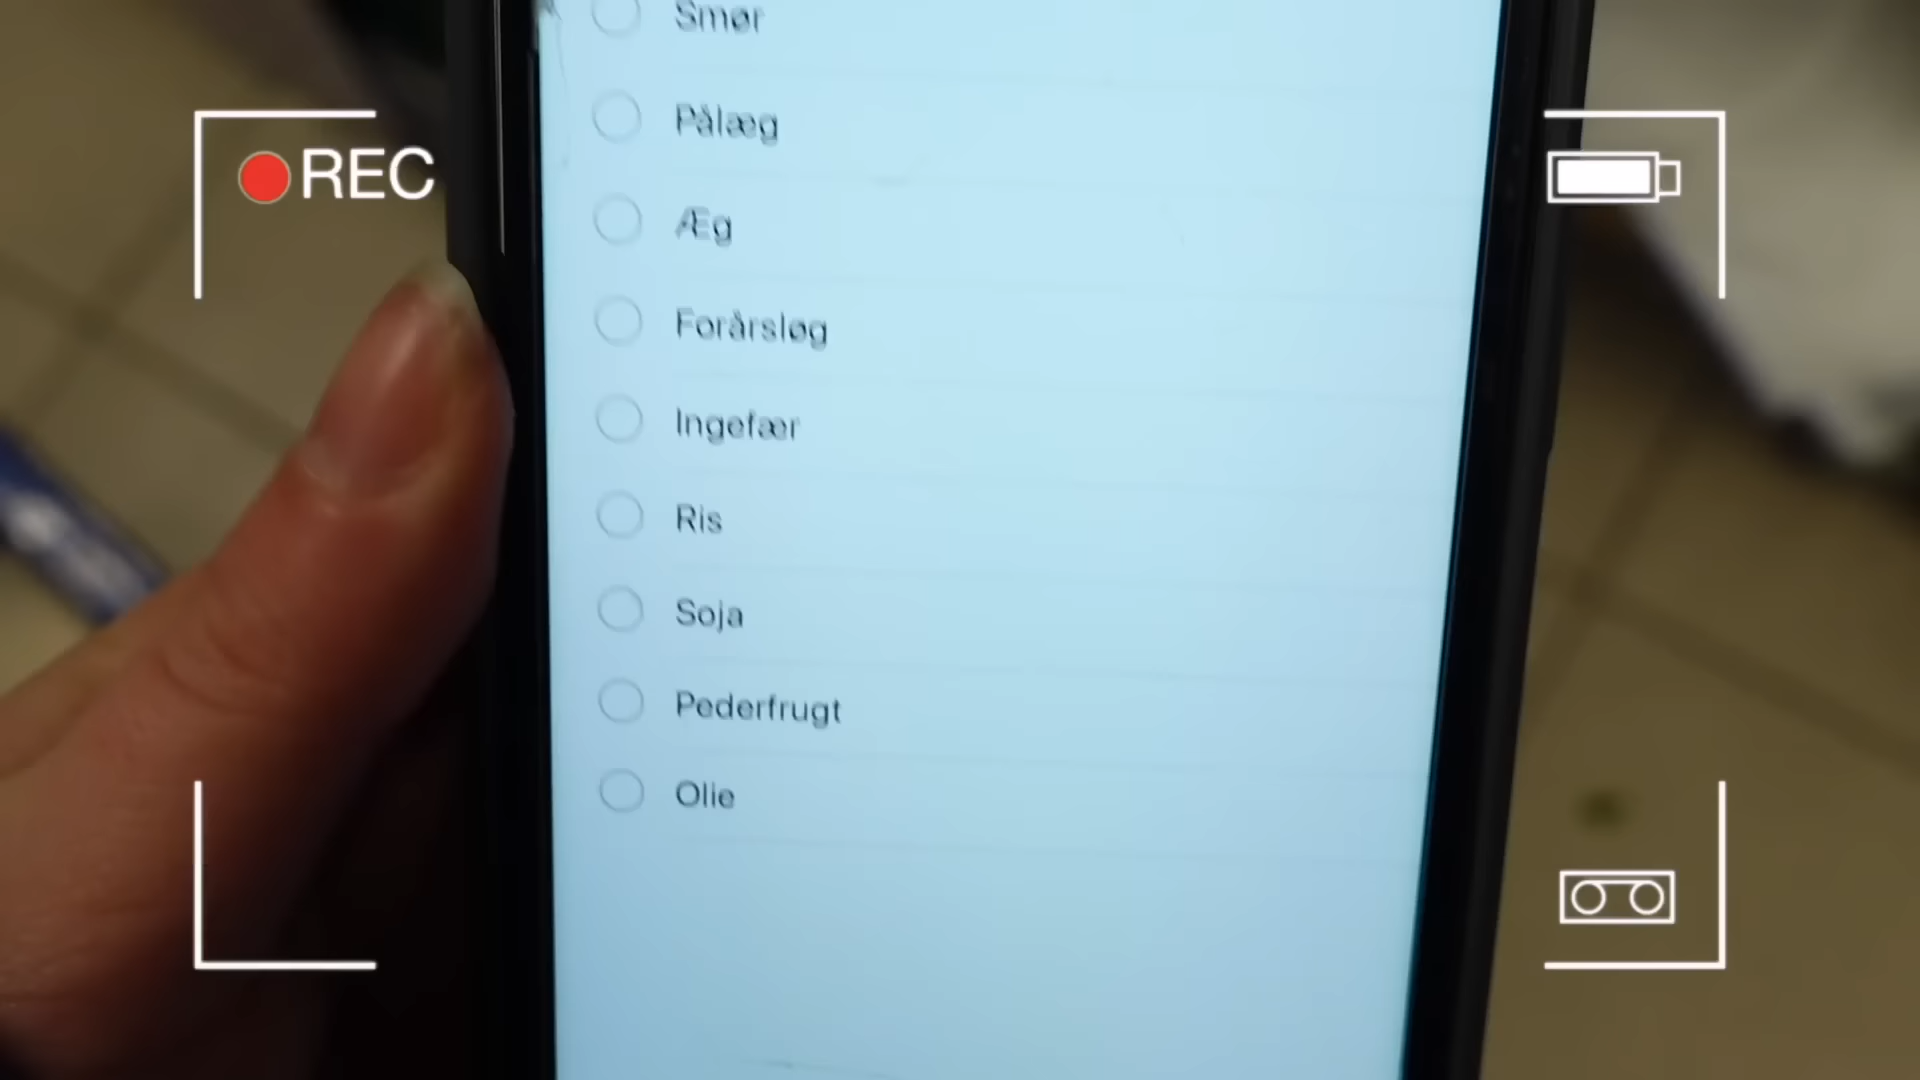 Smør
REC
Pålæg
Æg
Forårsløg
Ingefær
Ris
Soja
Pederfrugt
Olie